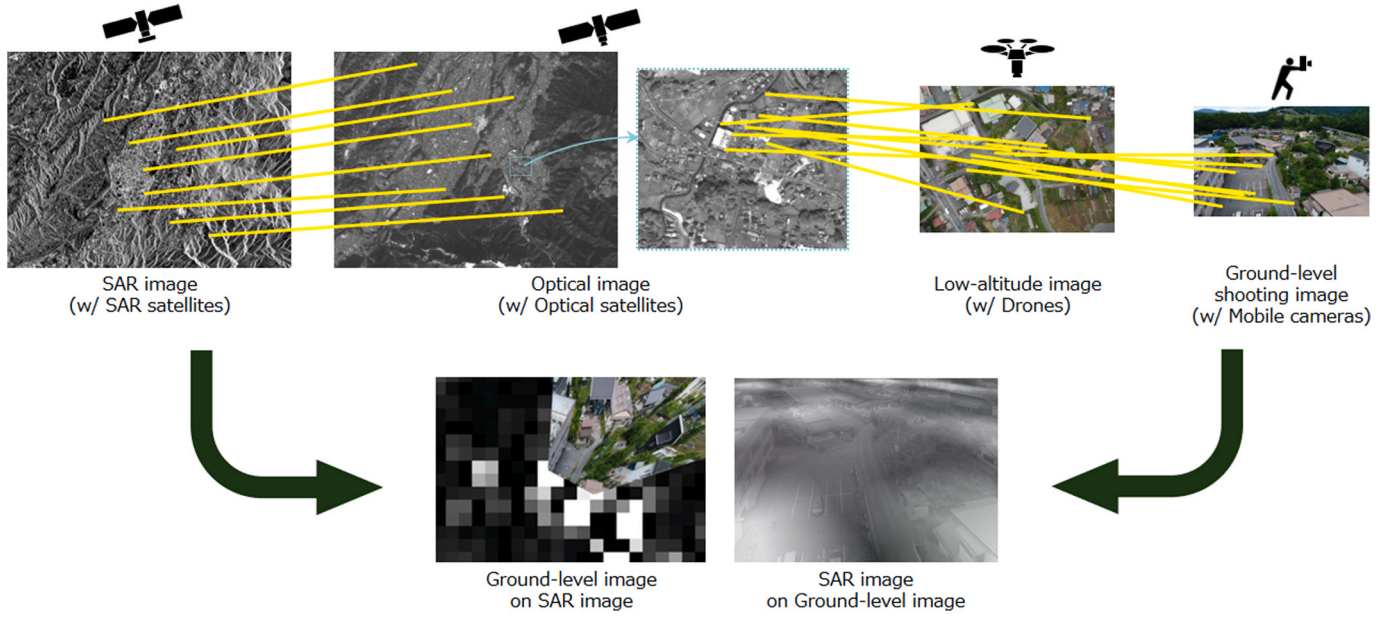 SAR image
(w/ SAR satellites)
Optical image
(w/ Optical satellites)
Low-altitude image
(w/ Drones)
Ground-level
shooting image
(w/ Mobile cameras)
Ground-level image
on SAR image
SAR image
on Ground-level image